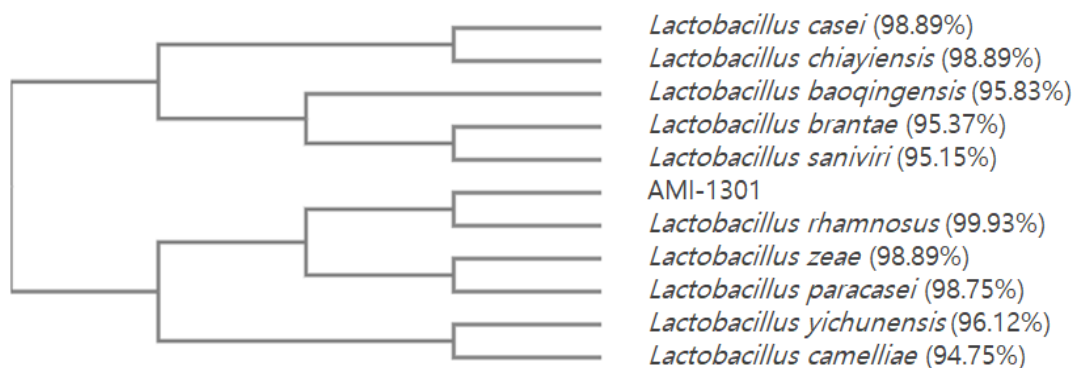 Lactobacillus casei (98.89%)
Lactobacillus chiayiensis (98.89%)
Lactobacillus baoqingensis (95.83%)
Lactobacillus brantae (95.37%)
Lactobacillus saniviri (95.15%)
AMI-1301
Lactobacillus rhamnosus (99.93%)
Lactobacillus zeae (98.89%)
Lactobacillus paracasei (98.75%)
Lactobacillus yichunensis (96.12%)
Lactobacillus camelliae (94.75%)